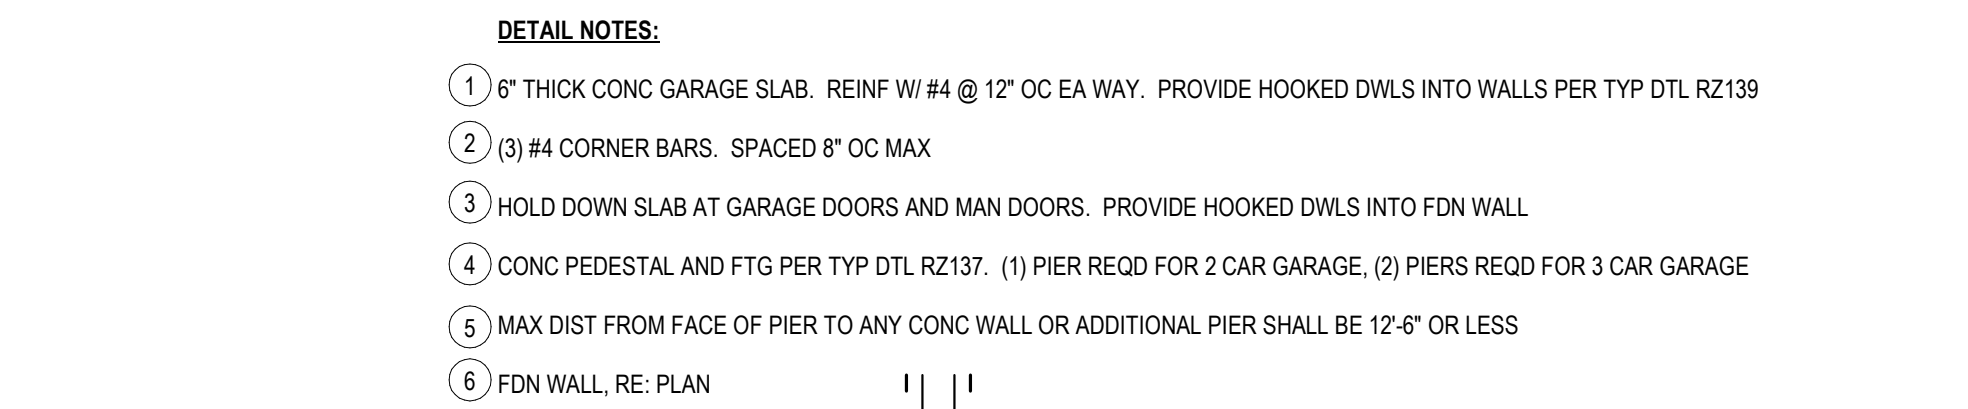 DETAIL NOTES:
1 6" THICK CONC GARAGE SLAB.  REINF W/ #4 @ 12" OC EA WAY.  PROVIDE HOOKED DWLS INTO WALLS PER TYP DTL RZ139
2 (3) #4 CORNER BARS.  SPACED 8" OC MAX
3 HOLD DOWN SLAB AT GARAGE DOORS AND MAN DOORS.  PROVIDE HOOKED DWLS INTO FDN WALL
4 CONC PEDESTAL AND FTG PER TYP DTL RZ137.  (1) PIER REQD FOR 2 CAR GARAGE, (2) PIERS REQD FOR 3 CAR GARAGE
5 MAX DIST FROM FACE OF PIER TO ANY CONC WALL OR ADDITIONAL PIER SHALL BE 12'-6" OR LESS
6 FDN WALL, RE: PLAN